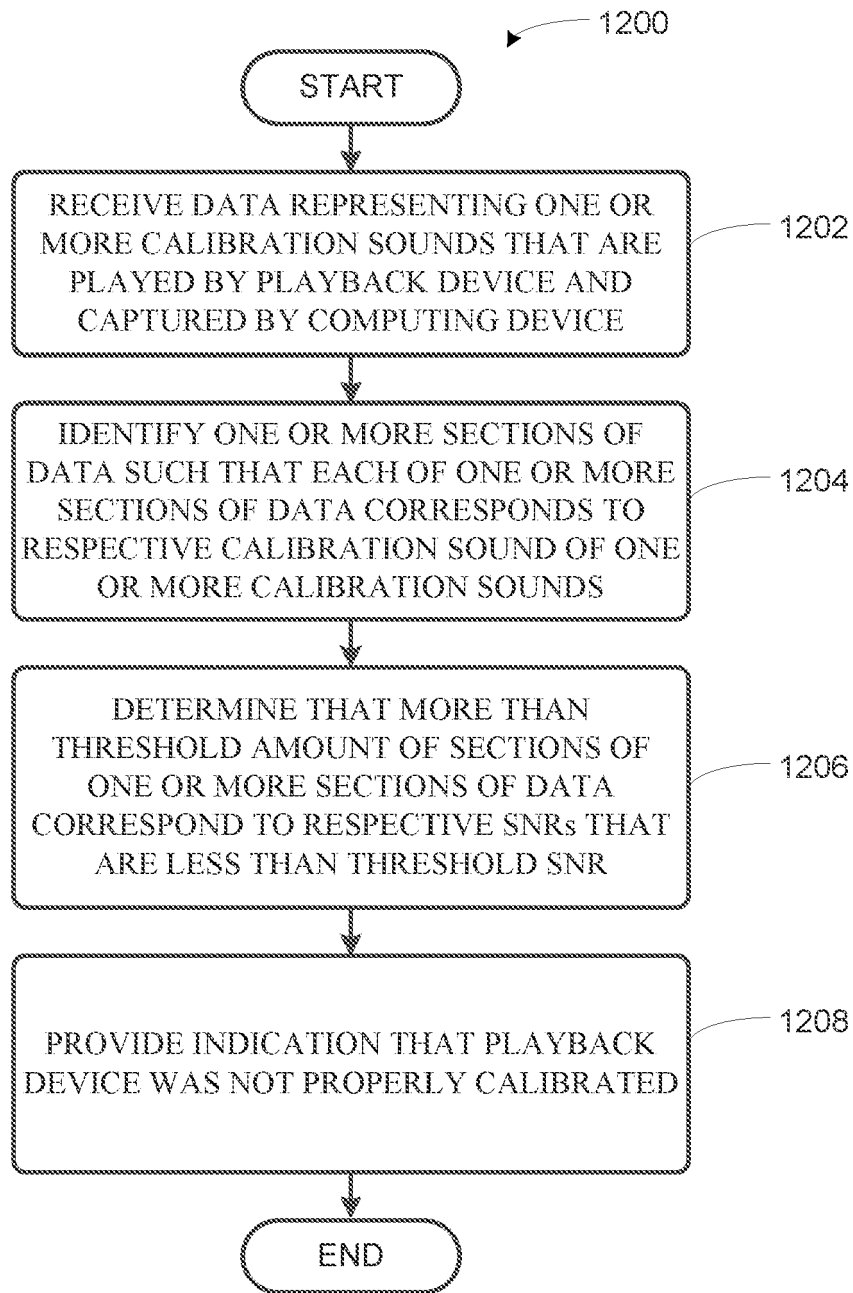 1200
START
RECEIVE DATA REPRESENTING ONE OR
MORE CALIBRATION SOUNDS THAT ARE
PLAYED BY PLAYBACK DEVICE AND
CAPTURED BY COMPUTING DEVICE
1202
IDENTIFY ONE OR MORE SECTIONS OF
DATA SUCH THAT EACH OF ONE OR MORE
SECTIONS OF DATA CORRESPONDS TO
RESPECTIVE CALIBRATION SOUND OF ONE
OR MORE CALIBRATION SOUNDS
1204
DETERMINE THAT MORE THAN
THRESHOLD AMOUNT OF SECTIONS OF
ONE OR MORE SECTIONS OF DATA
CORRESPOND TO RESPECTIVE SNRs THAT
ARE LESS THAN THRESHOLD SNR
1206
PROVIDE INDICATION THAT PLAYBACK
DEVICE WAS NOT PROPERLY CALIBRATED
1208
END